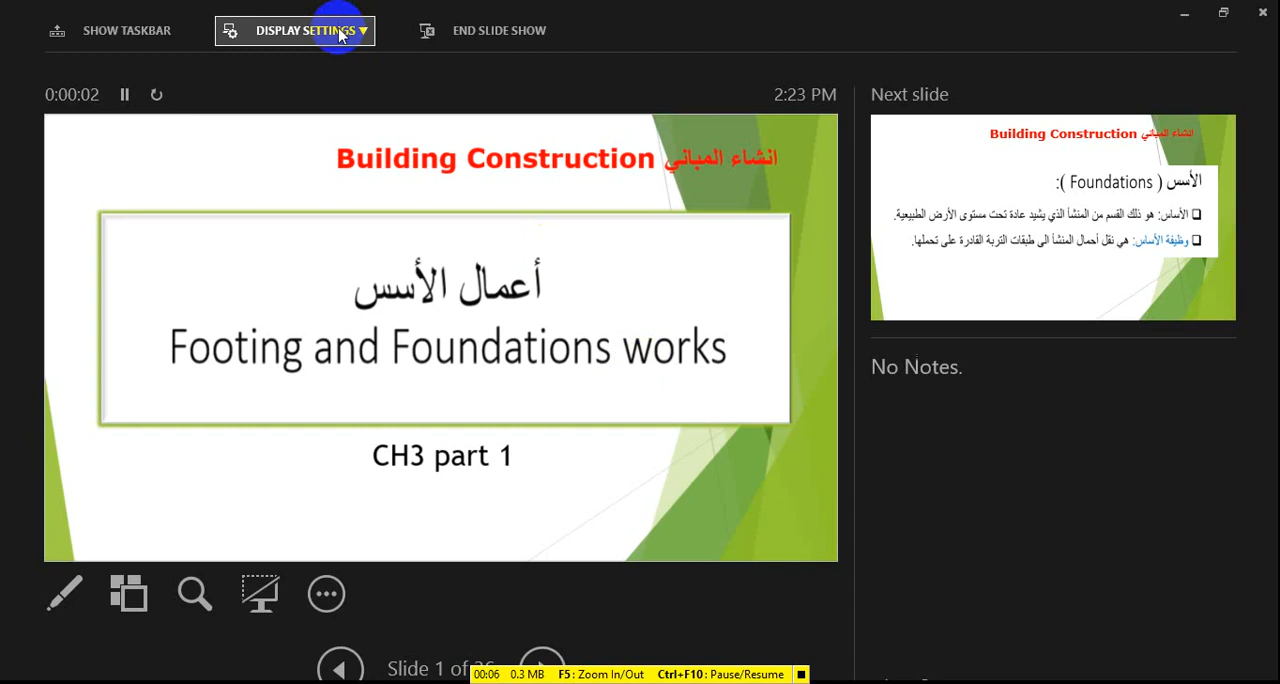 SHOW TASKBAR
DISPLAY SETTINGS ▼
END SLIDE SHOW
0:00:02
2:23 PM
Next slide
Building Construction انشاء المباني
أعمال الأسس
Footing and Foundations works
CH3 part 1
Building Construction انشاء المباني
الأسس ( Foundations ):
❑ الأساس: هو ذلك القسم من المنشأ الذي يشيد عادة تحت مستوى الأرض الطبيعية.
❑ وظيفة الأساس: هي نقل أحمال المنشأ الى طبقات التربة القادرة على تحملها.
No Notes.
Slide 1 of
00:06 0.3 MB F5: Zoom In/Out Ctrl+F10: Pause/Resume